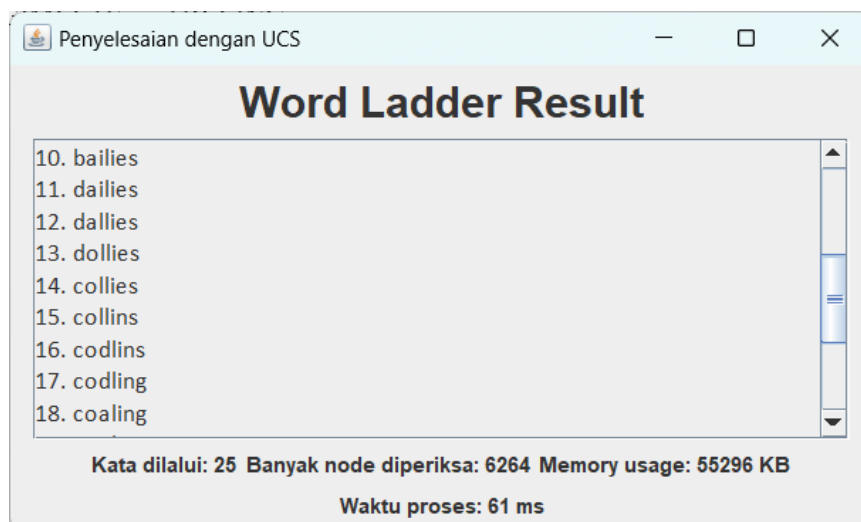 Penyelesaian dengan UCS
Word Ladder Result
10. bailies
11. dailies
12. dallies
13. dollies
14. collies
15. collins
16. codlins
17. codling
18. coaling
Kata dilalui: 25 Banyak node diperiksa: 6264 Memory usage: 55296 KB
Waktu proses: 61 ms